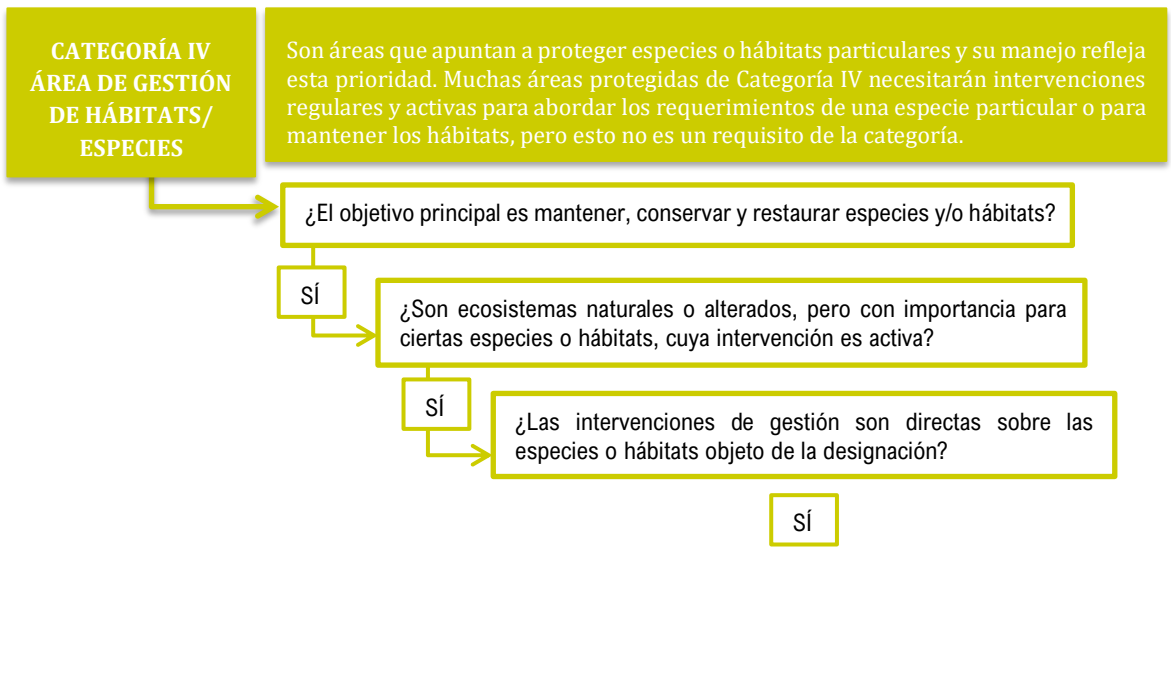 CATEGORÍA IV
ÁREA DE GESTIÓN
DE HÁBITATS/
ESPECIES
Son áreas que apuntan a proteger especies o hábitats particulares y su manejo refleja
esta prioridad. Muchas áreas protegidas de Categoría IV necesitarán intervenciones
regulares y activas para abordar los requerimientos de una especie particular o para
mantener los hábitats, pero esto no es un requisito de la categoría.
¿El objetivo principal es mantener, conservar y restaurar especies y/o hábitats?
SÍ
¿Son ecosistemas naturales o alterados, pero con importancia para
ciertas especies o hábitats, cuya intervención es activa?
SÍ
¿Las intervenciones de gestión son directas sobre las
especies o hábitats objeto de la designación?
SÍ